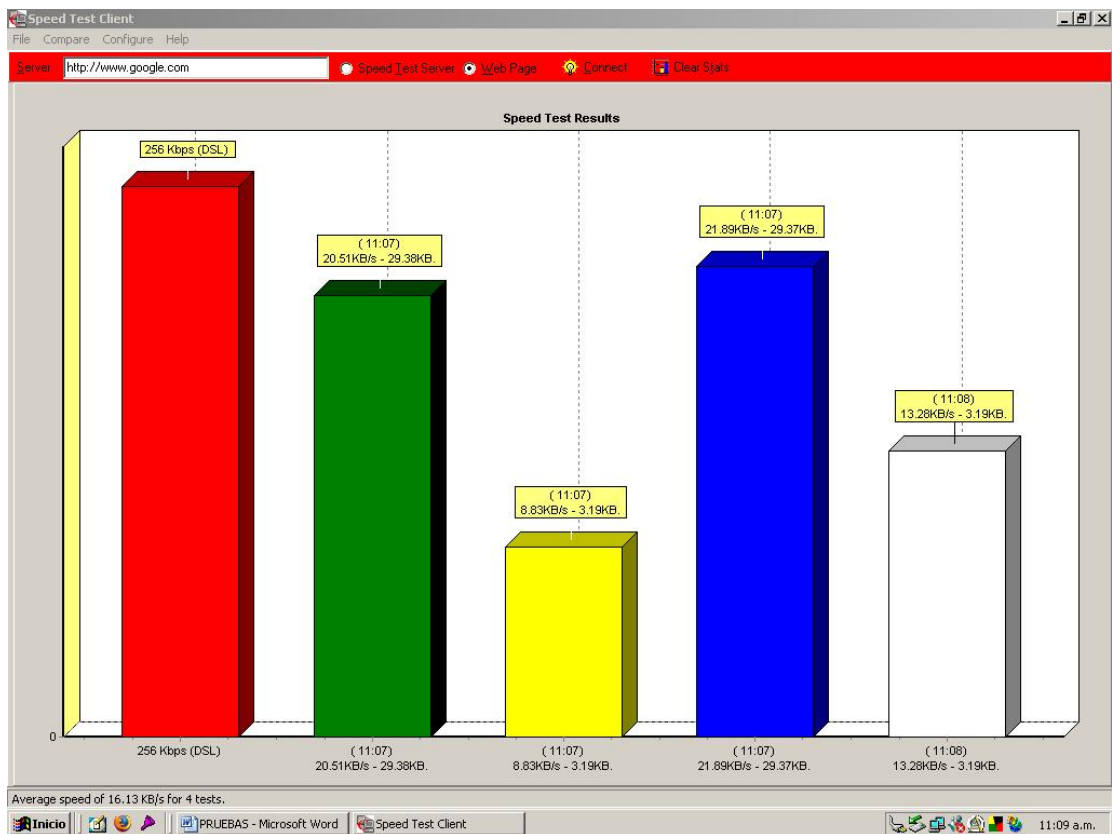 Speed Test Client
File Compare Configure Help
Server http://www.google.com Speed Test Server Web Page Connect Clear Stats
Speed Test Results
256 Kbps (DSL)
( 11:07)
20.51KB/s - 29.38KB.
( 11:07)
8.83KB/s - 3.19KB.
( 11:07)
21.89KB/s - 29.37KB.
( 11:08)
13.28KB/s - 3.19KB.
0
256 Kbps (DSL)
( 11:07)
20.51KB/s - 29.38KB.
( 11:07)
8.83KB/s - 3.19KB.
( 11:07)
21.89KB/s - 29.37KB.
( 11:08)
13.28KB/s - 3.19KB.
Average speed of 16.13 KB/s for 4 tests.
Inicio PRUEBAS - Microsoft Word Speed Test Client 11:09 a.m.